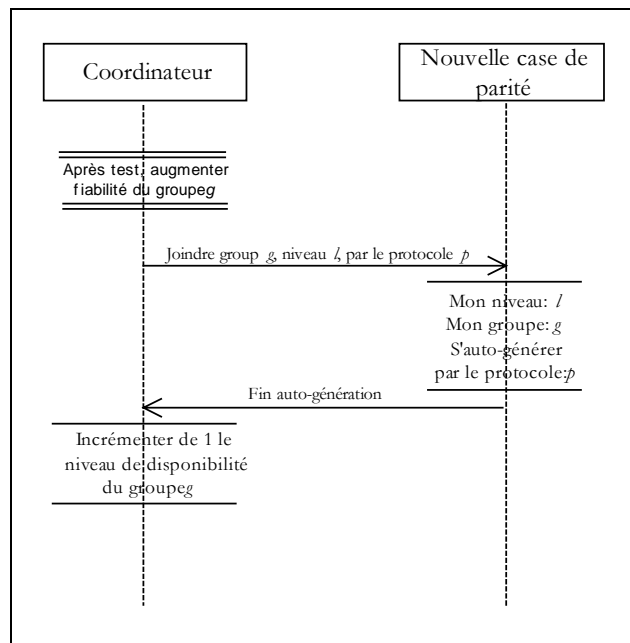 Coordinateur
Nouvelle case de
parité
Après test, augmenter
fiabilité du groupeg
Joindre group g, niveau l, par le protocole p
Mon niveau: l
Mon groupe: g
S'auto-générer
par le protocole:p
Fin auto-génération
Incrémenter de 1 le
niveau de disponibilité
du groupeg